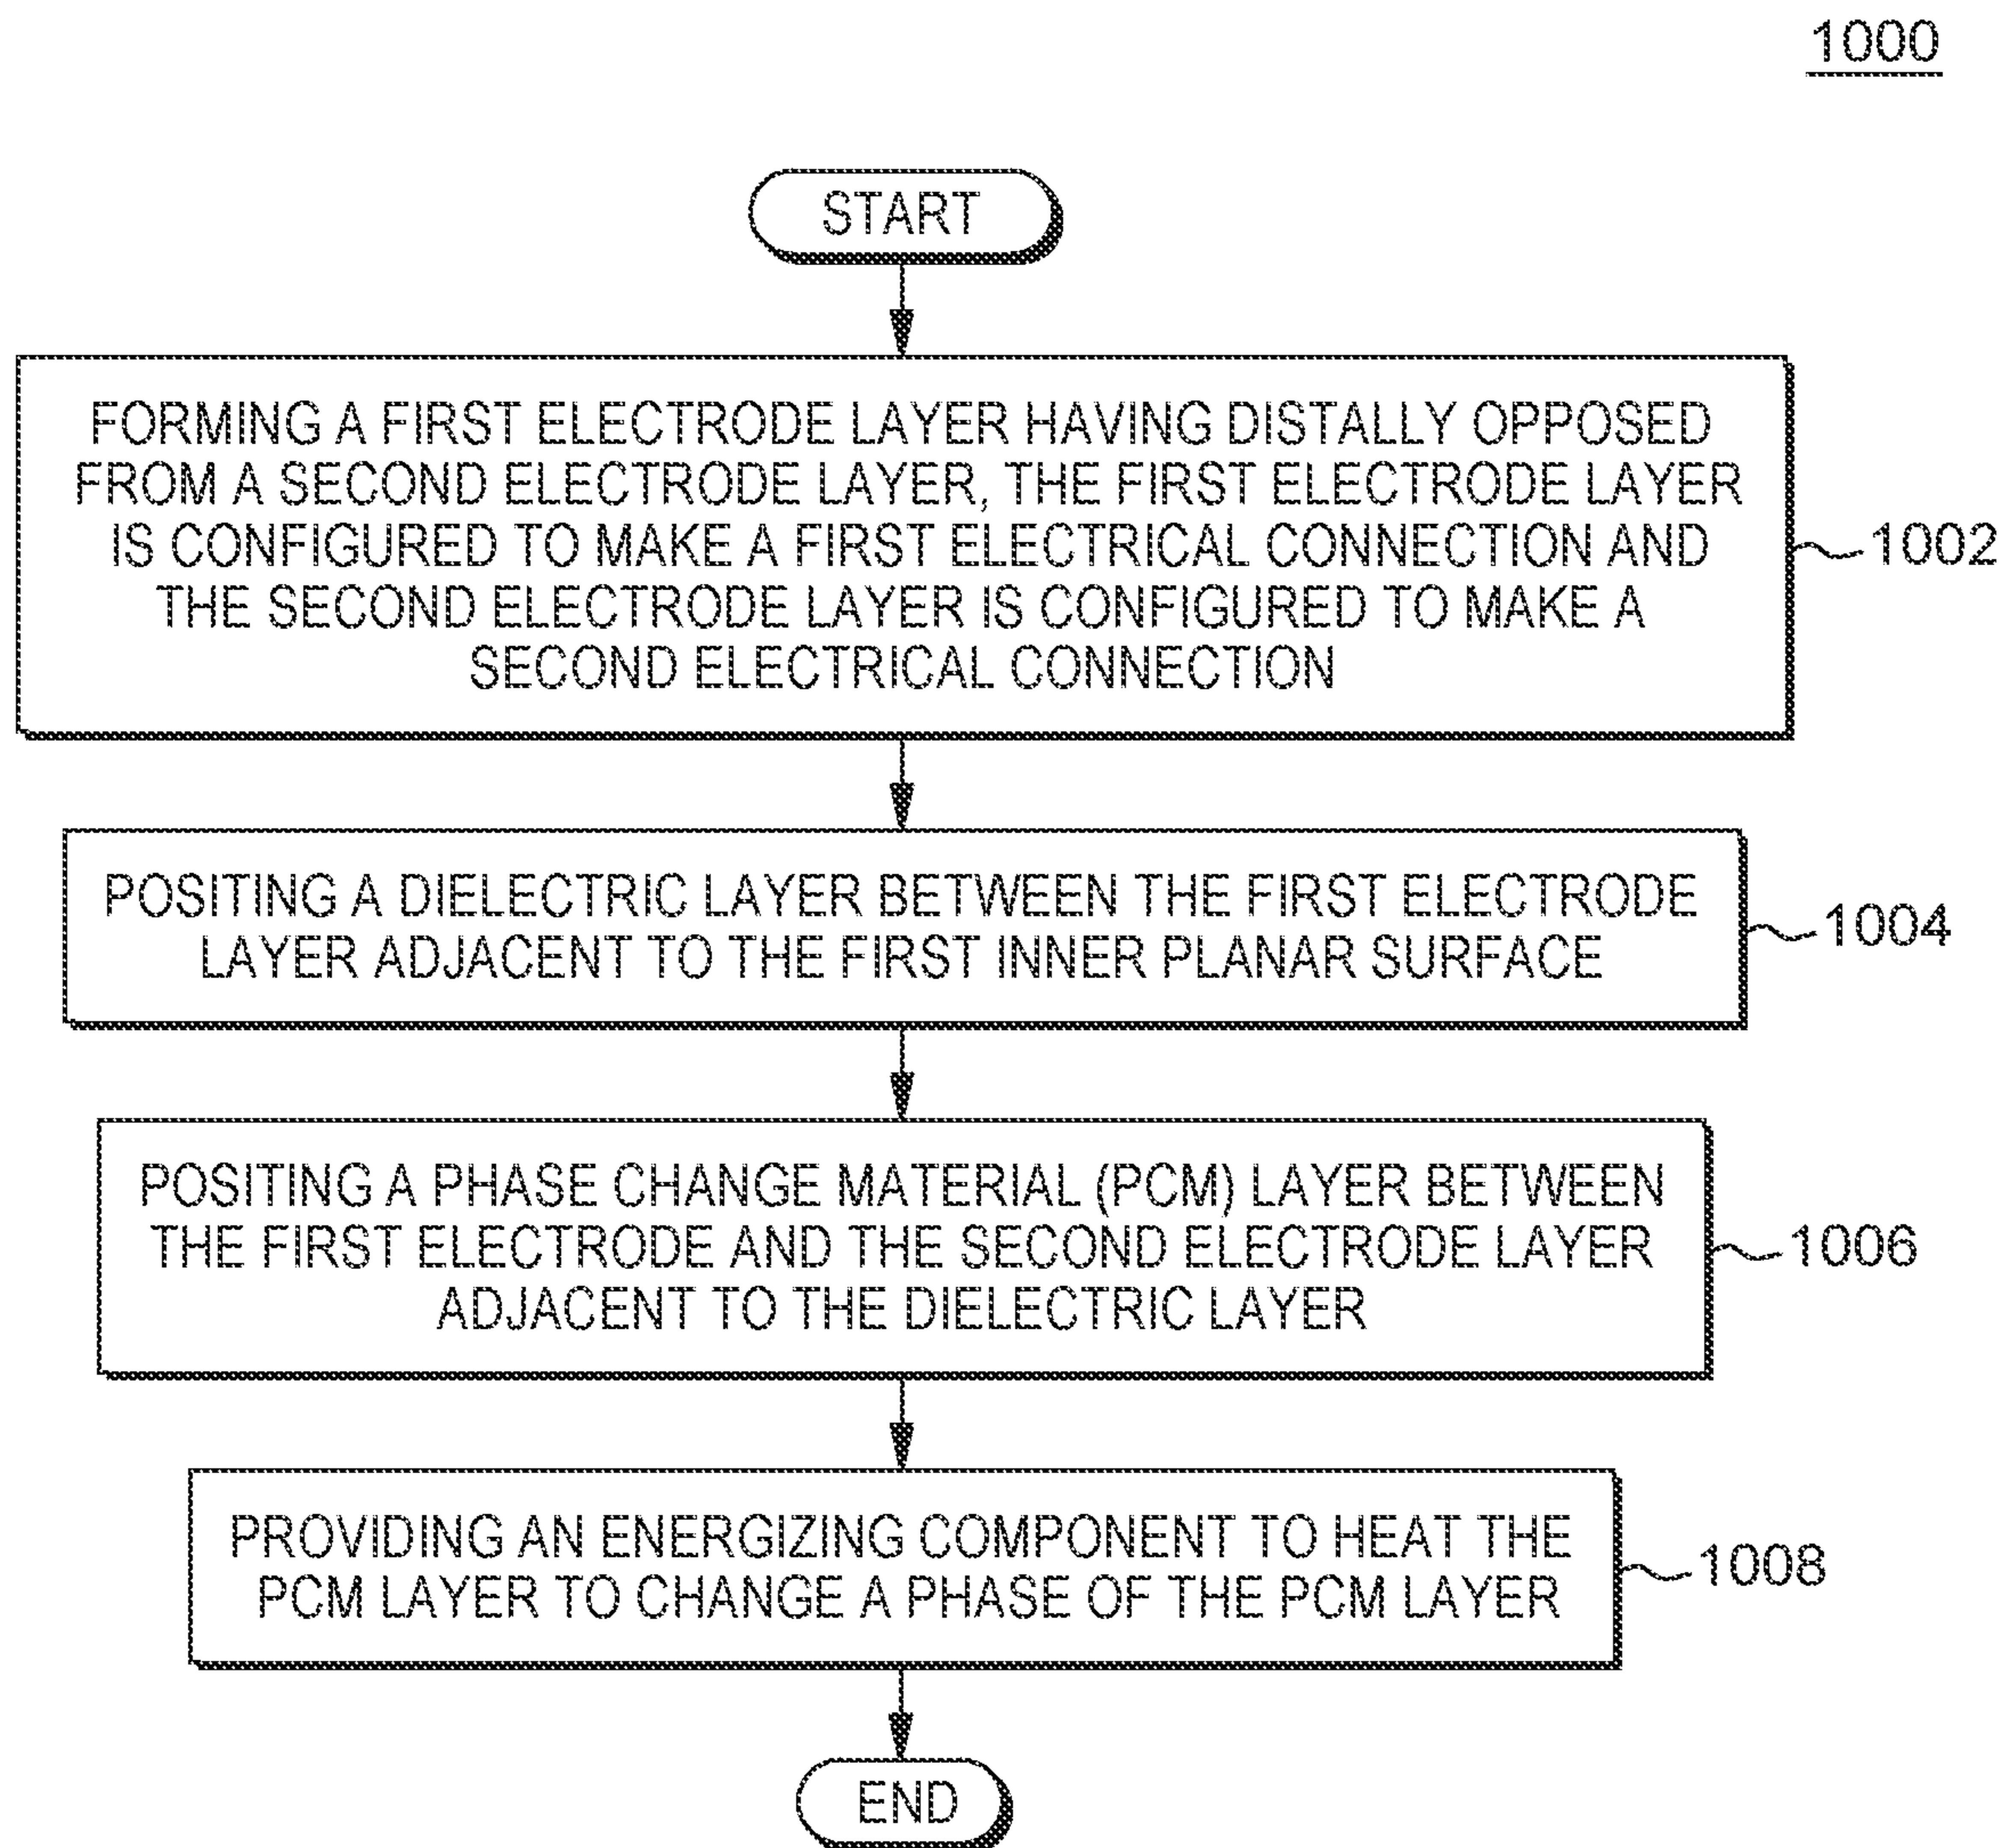 1000
START
FORMING A FIRST ELECTRODE LAYER HAVING DISTALLY OPPOSED
FROM A SECOND ELECTRODE LAYER, THE FIRST ELECTRODE LAYER
IS CONFIGURED TO MAKE A FIRST ELECTRICAL CONNECTION AND
THE SECOND ELECTRODE LAYER IS CONFIGURED TO MAKE A
SECOND ELECTRICAL CONNECTION
1002
POSITING A DIELECTRIC LAYER BETWEEN THE FIRST ELECTRODE
LAYER ADJACENT TO THE FIRST INNER PLANAR SURFACE
1004
POSITING A PHASE CHANGE MATERIAL (PCM) LAYER BETWEEN
THE FIRST ELECTRODE AND THE SECOND ELECTRODE LAYER
ADJACENT TO THE DIELECTRIC LAYER
1006
PROVIDING AN ENERGIZING COMPONENT TO HEAT THE
PCM LAYER TO CHANGE A PHASE OF THE PCM LAYER
1008
END